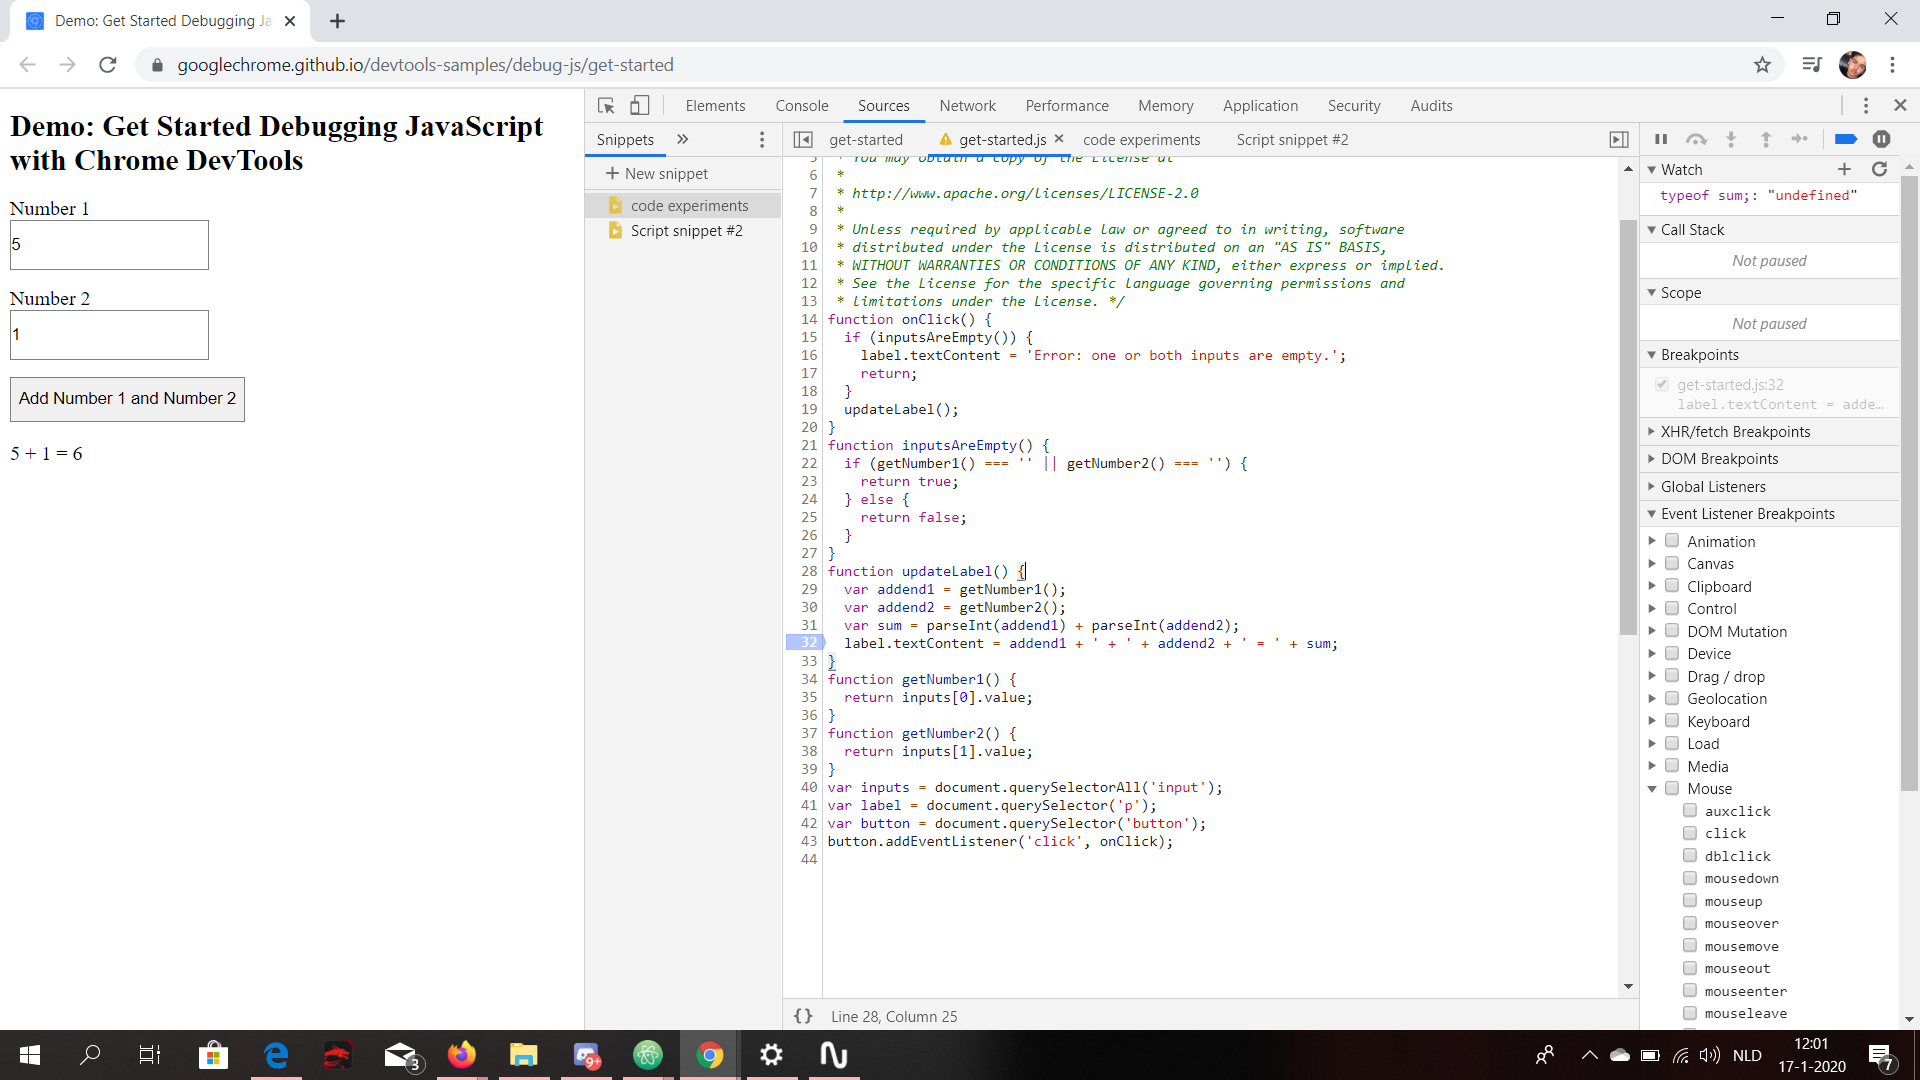 Demo: Get Started Debugging Ja
googlechrome.github.io/devtools-samples/debug-js/get-started
Demo: Get Started Debugging JavaScript
with Chrome DevTools
Number 1
5
Number 2
1
Add Number 1 and Number 2
5 + 1 = 6
Elements Console Sources Network Performance Memory Application Security Audits
Snippets »
+ New snippet
code experiments
Script snippet #2
get-started get-started.js code experiments Script snippet #2
5 * You may obtain a copy of the License at
6 *
7 * http://www.apache.org/licenses/LICENSE-2.0
8 *
9 * Unless required by applicable law or agreed to in writing, software
10 * distributed under the License is distributed on an "AS IS" BASIS,
11 * WITHOUT WARRANTIES OR CONDITIONS OF ANY KIND, either express or implied.
12 * See the License for the specific language governing permissions and
13 * limitations under the License. */
14 function onClick() {
15 if (inputsAreEmpty()) {
16 label.textContent = 'Error: one or both inputs are empty.';
17 return;
18 }
19 updateLabel();
20 }
21 function inputsAreEmpty() {
22 if (getNumber1() === '' || getNumber2() === '') {
23 return true;
24 } else {
25 return false;
26 }
27 }
28 function updateLabel() {
29 var addend1 = getNumber1();
30 var addend2 = getNumber2();
31 var sum = parseInt(addend1) + parseInt(addend2);
32 label.textContent = addend1 + ' + ' + addend2 + ' = ' + sum;
33 }
34 function getNumber1() {
35 return inputs[0].value;
36 }
37 function getNumber2() {
38 return inputs[1].value;
39 }
40 var inputs = document.querySelectorAll('input');
41 var label = document.querySelector('p');
42 var button = document.querySelector('button');
43 button.addEventListener('click', onClick);
44
{} Line 28, Column 25
Watch
typeof sum;: "undefined"
Call Stack
Not paused
Scope
Not paused
Breakpoints
get-started.js:32
label.textContent = adde…
XHR/fetch Breakpoints
DOM Breakpoints
Global Listeners
Event Listener Breakpoints
Animation
Canvas
Clipboard
Control
DOM Mutation
Device
Drag / drop
Geolocation
Keyboard
Load
Media
Mouse
auxclick
click
dblclick
mousedown
mouseup
mouseover
mousemove
mouseout
mouseenter
mouseleave
3
9+
NLD
12:01
17-1-2020
7